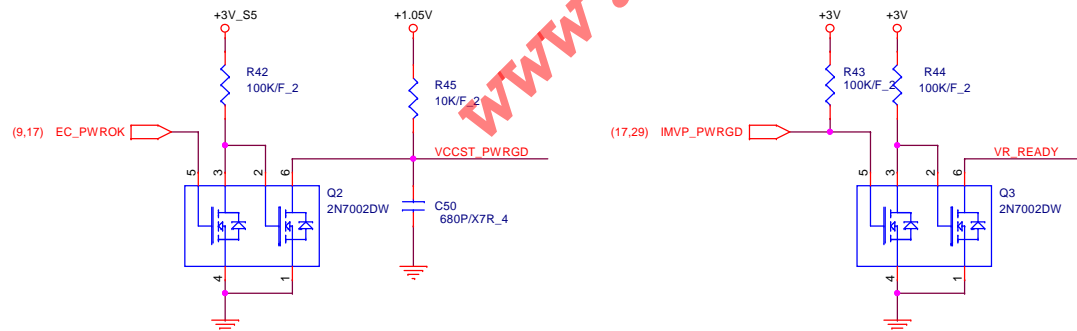 +3V_S5
+1.05V
+3V
+3V
R42
100K/F_2
R45
10K/F_2
R43
100K/F_2
R44
100K/F_2
www.
(9,17) EC_PWROK
(17,29) IMVP_PWRGD
VCCST_PWRGD
VR_READY
5
3
2
6
5
3
2
6
Q2
2N7002DW
C50
680P/X7R_4
Q3
2N7002DW
4
1
4
1